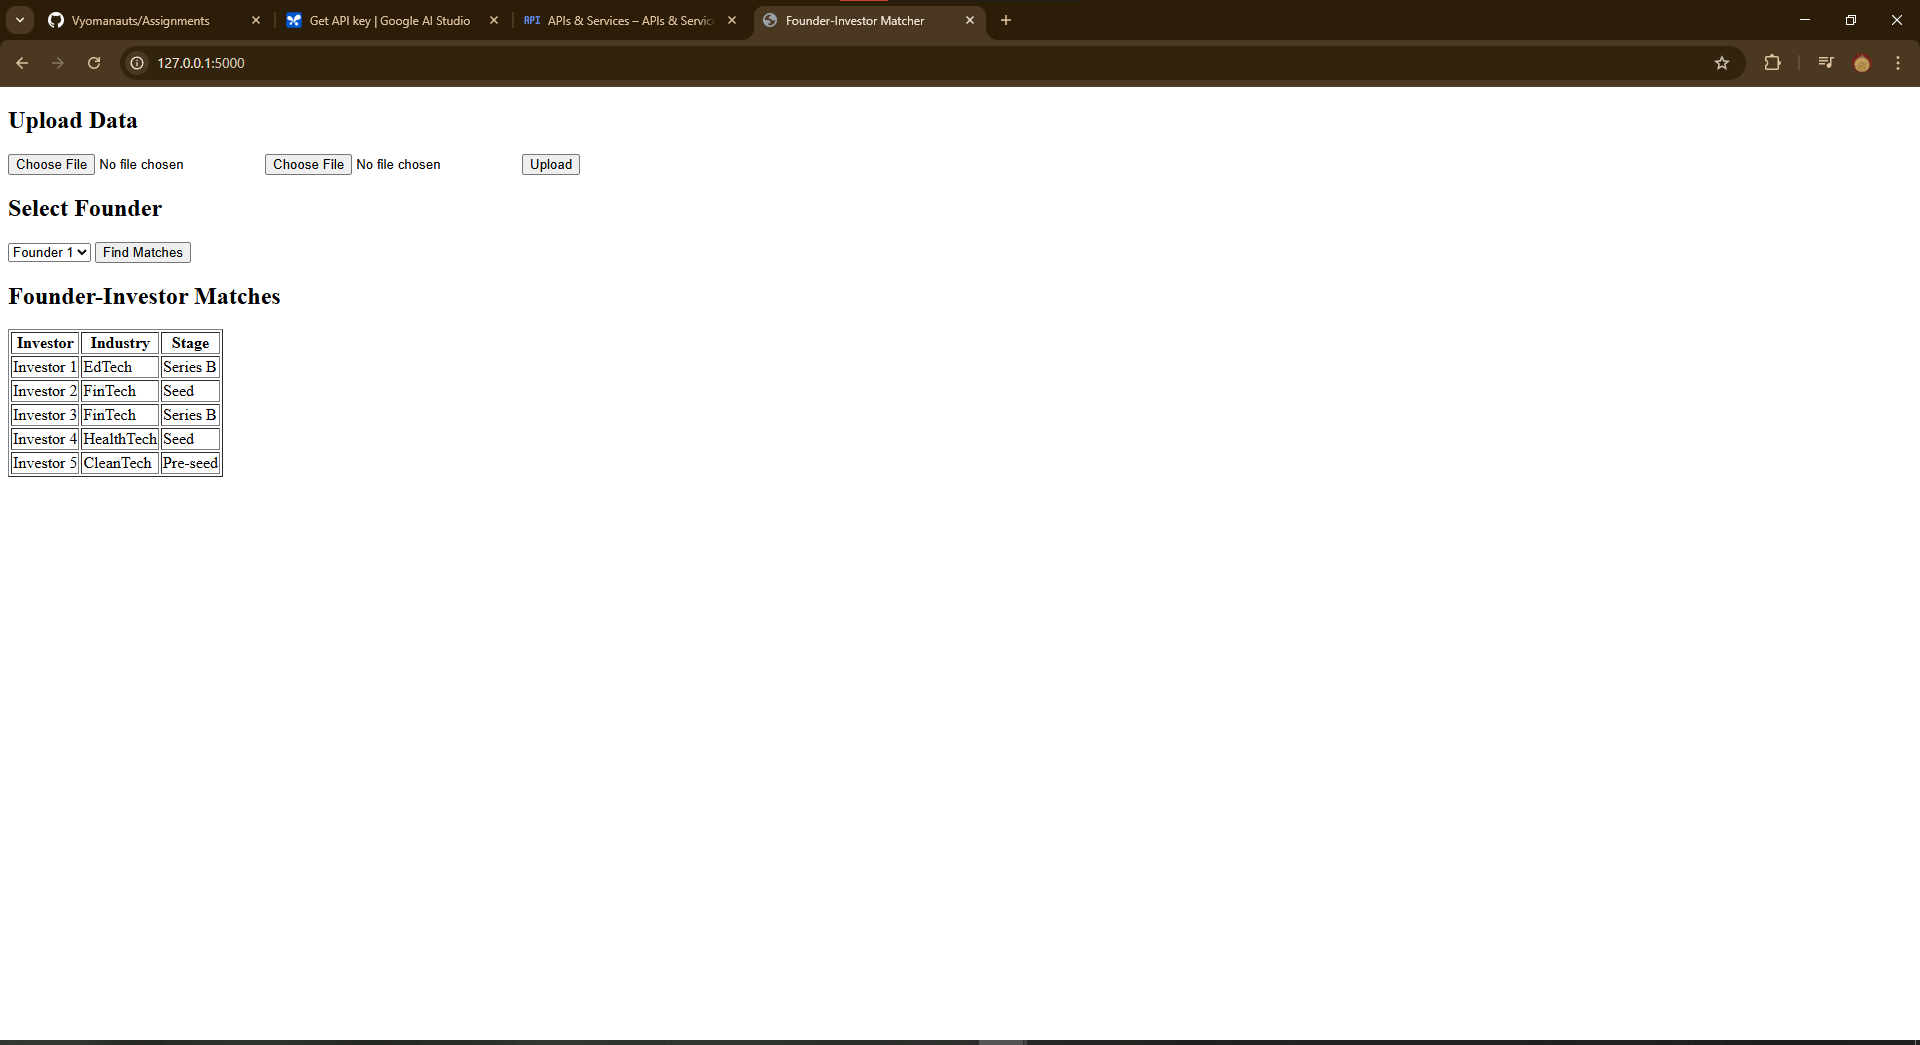 Vyomanauts/Assignments
Get API key | Google AI Studio
API APIs & Services – APIs & Service
Founder-Investor Matcher
127.0.0.1:5000
Upload Data
Choose File No file chosen Choose File No file chosen Upload
Select Founder
Founder 1 Find Matches
Founder-Investor Matches
Investor Industry Stage
Investor 1 EdTech Series B
Investor 2 FinTech Seed
Investor 3 FinTech Series B
Investor 4 HealthTech Seed
Investor 5 CleanTech Pre-seed